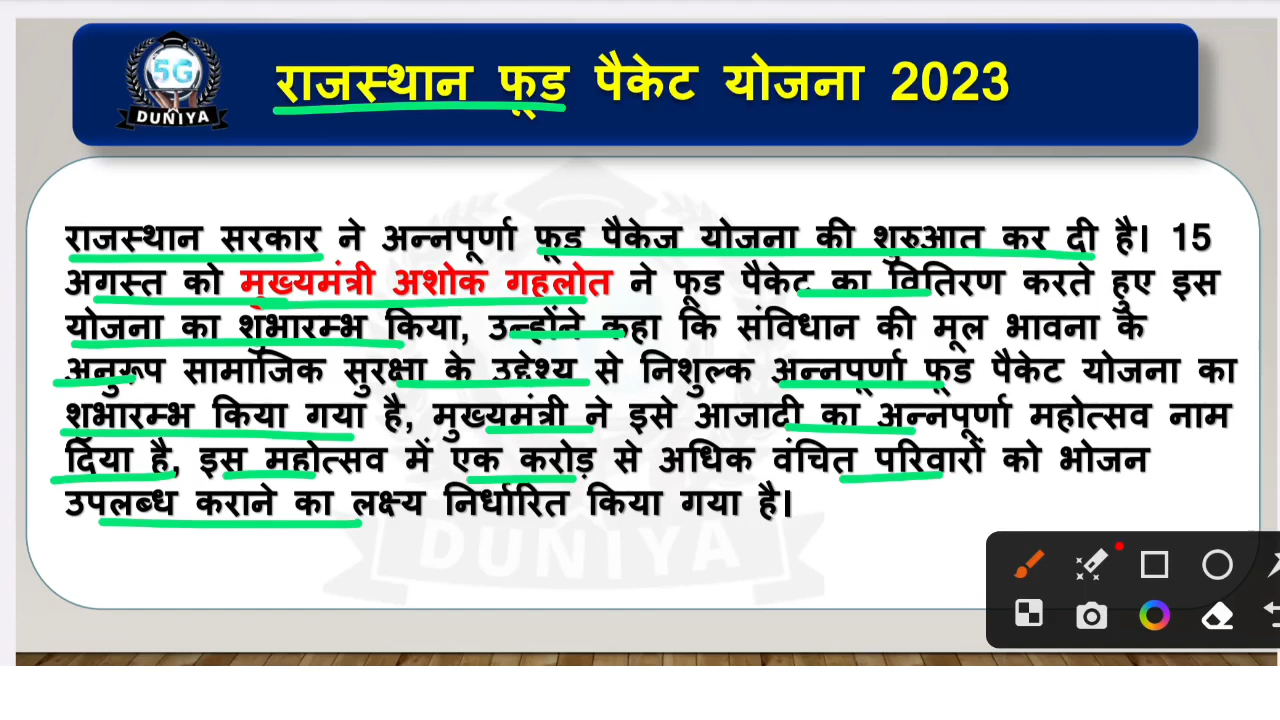 5G
DUNIYA
राजस्थान फूड पैकेट योजना 2023
राजस्थान सरकार ने अन्नपूर्णा फूड पैकेज योजना की शुरुआत कर दी है। 15
अगस्त को मुख्यमंत्री अशोक गहलोत ने फूड पैकेट का वितिरण करते हुए इस
योजना का शुभारम्भ किया, उन्होंने कहा कि संविधान की मूल भावना के
अनुरूप सामाजिक सुरक्षा के उद्देश्य से निशुल्क अन्नपूर्णा फूड पैकेट योजना का
शुभारम्भ किया गया है, मुख्यमंत्री ने इसे आजादी का अन्नपूर्णा महोत्सव नाम
दिया है, इस महोत्सव में एक करोड़ से अधिक वंचित परिवारों को भोजन
उपलब्ध कराने का लक्ष्य निर्धारित किया गया है।
DUNIYA